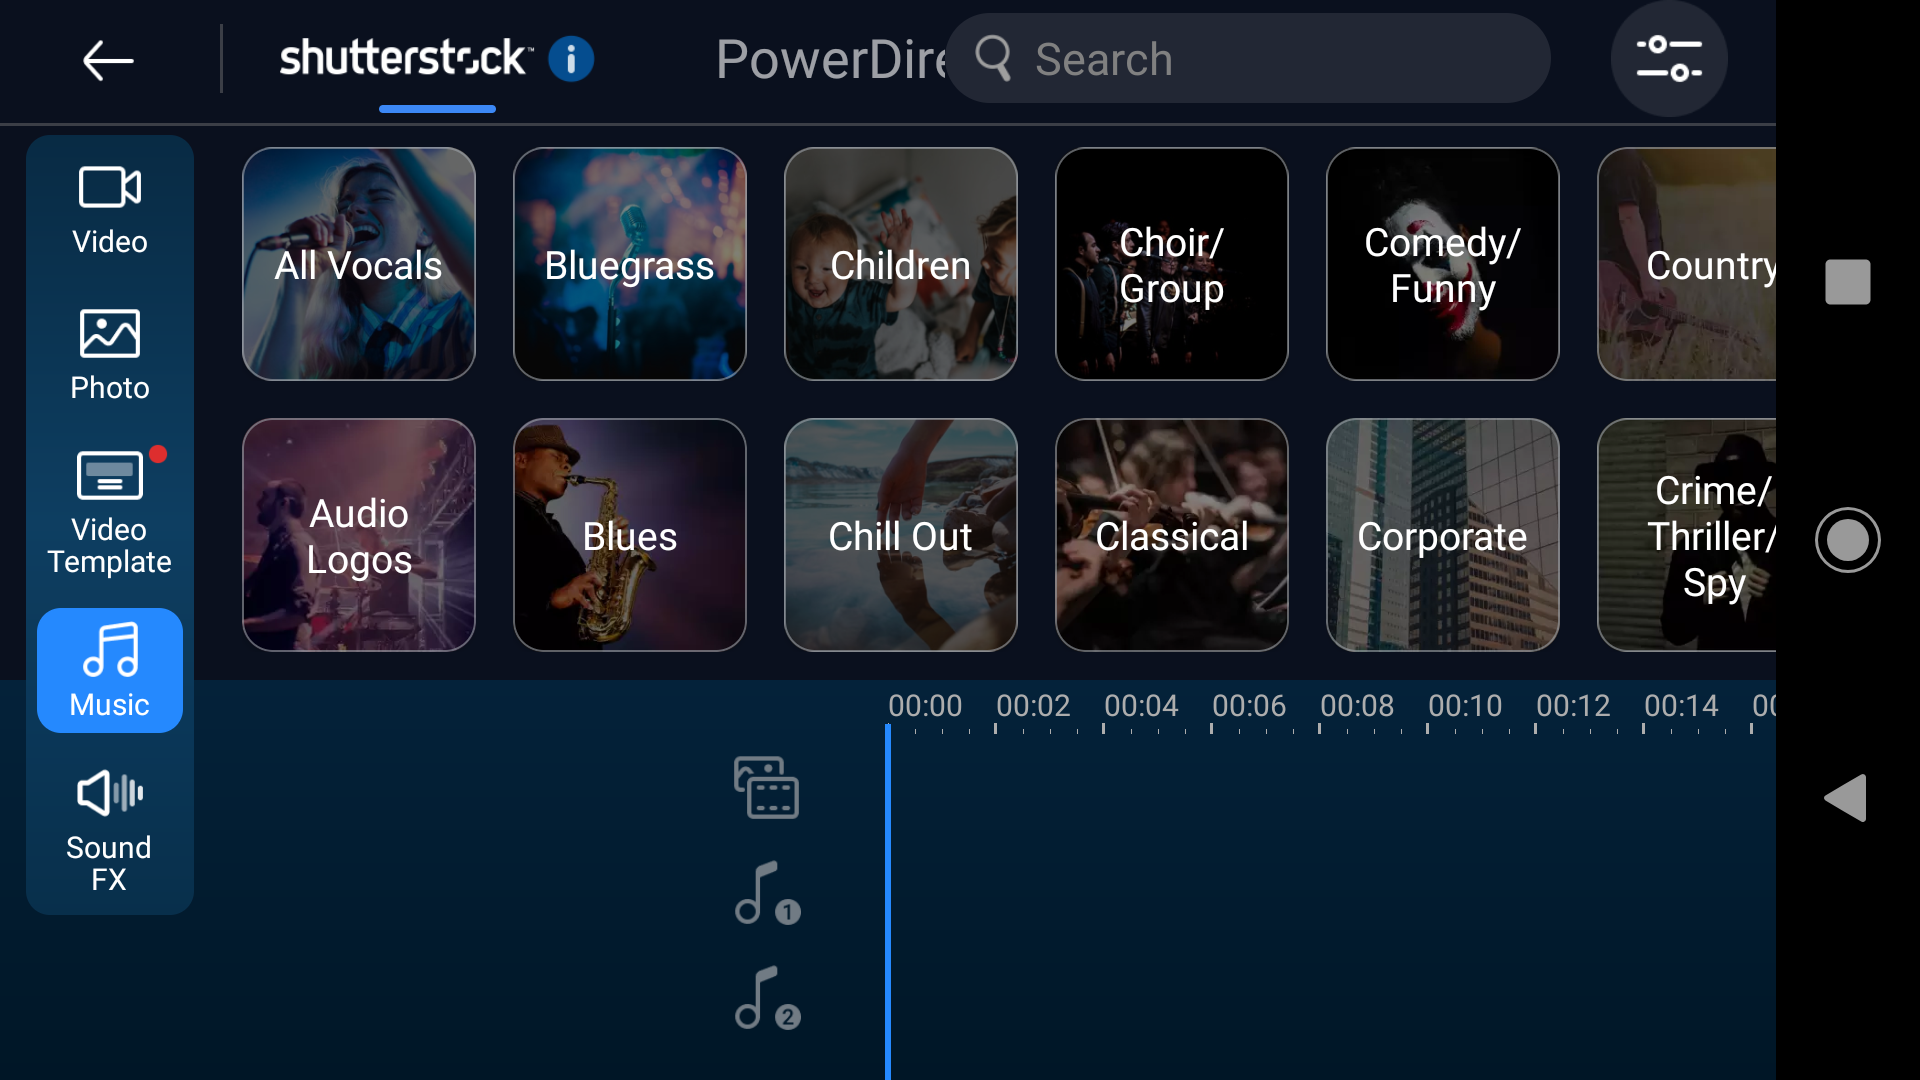 shutterstock™
PowerDire
Search
Video
Photo
Video
Template
Music
Sound
FX
All Vocals
Bluegrass
Children
Choir/
Group
Comedy/
Funny
Country
Audio
Logos
Blues
Chill Out
Classical
Corporate
Crime/
Thriller/
Spy
00:00 00:02 00:04 00:06 00:08 00:10 00:12 00:14 00
1
2